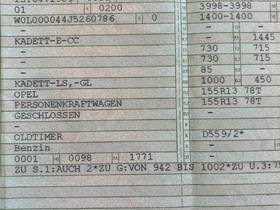 01 0200 3998-3998
W0L000044J5260786 0 1400-1400
- -
KADETT-E-CC - 1445
- 730 715
- 730 715
- 85 -
KADETT-LS,-GL 1000 450
OPEL 155R13 78T
PERSONENKRAFTWAGEN 155R13 78T
GESCHLOSSEN -
- -
OLDTIMER D559/2*
Benzin
0001 0098 1771 -
ZU S.1:AUCH 2*ZU G:VON 942 BIS 1002*ZU U.3:75